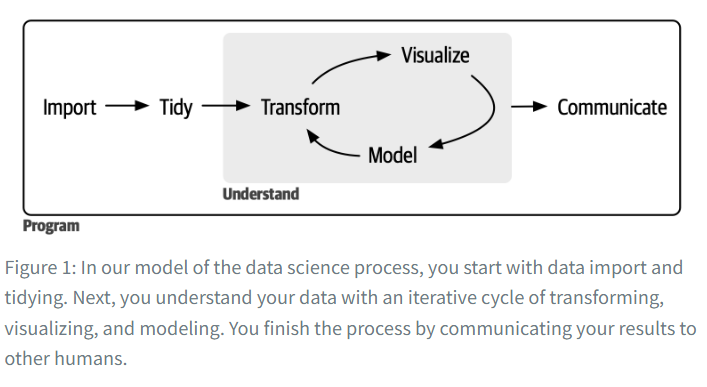 Visualize
Import
Tidy
Transform
Communicate
Model
Understand
Program
Figure 1: In our model of the data science process, you start with data import and
tidying. Next, you understand your data with an iterative cycle of transforming,
visualizing, and modeling. You finish the process by communicating your results to
other humans.